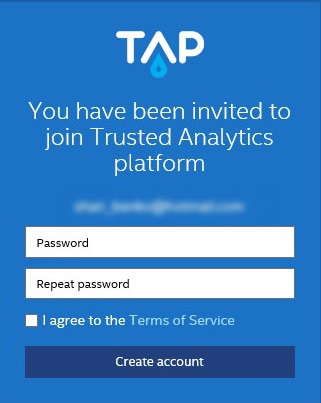 TAP
You have been invited to
join Trusted Analytics
platform
Password
Repeat password
I agree to the Terms of Service
Create account